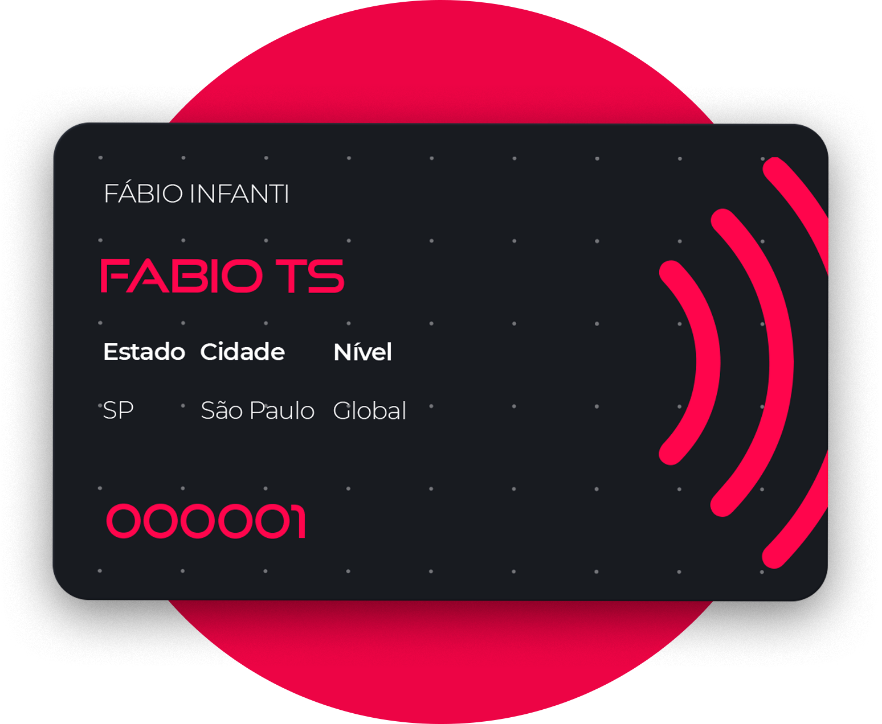 FÁBIO INFANTI
FABIO TS
Estado Cidade Nível
SP São Paulo Global
000001